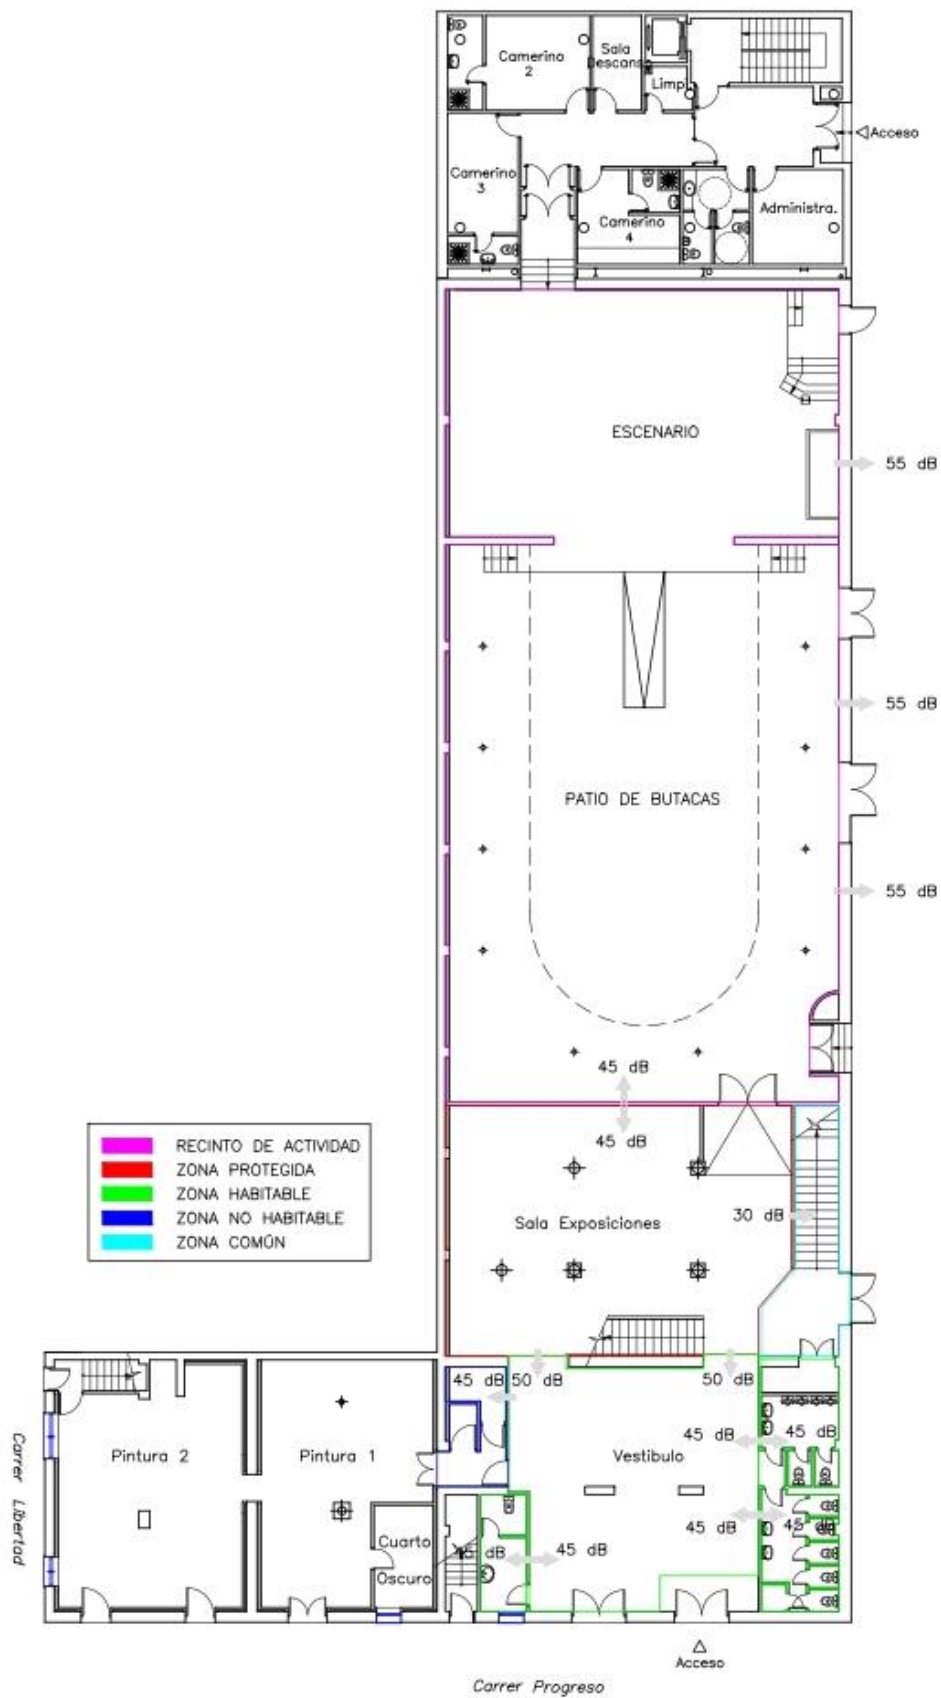 Camerino
2
Sala
Descanso
Limp.
Acceso
Camerino
3
Camerino
4
Administra.
ESCENARIO
55 dB
55 dB
PATIO DE BUTACAS
55 dB
45 dB
45 dB
RECINTO DE ACTIVIDAD
ZONA PROTEGIDA
ZONA HABITABLE
ZONA NO HABITABLE
ZONA COMÚN
Sala Exposiciones
30 dB
45 dB
50 dB
50 dB
45 dB
45 dB
Pintura 2
Pintura 1
Vestíbulo
Carrer Llibertad
45 dB
45 dB
Cuarto
Oscuro
45 dB
45 dB
Acceso
Carrer Progreso